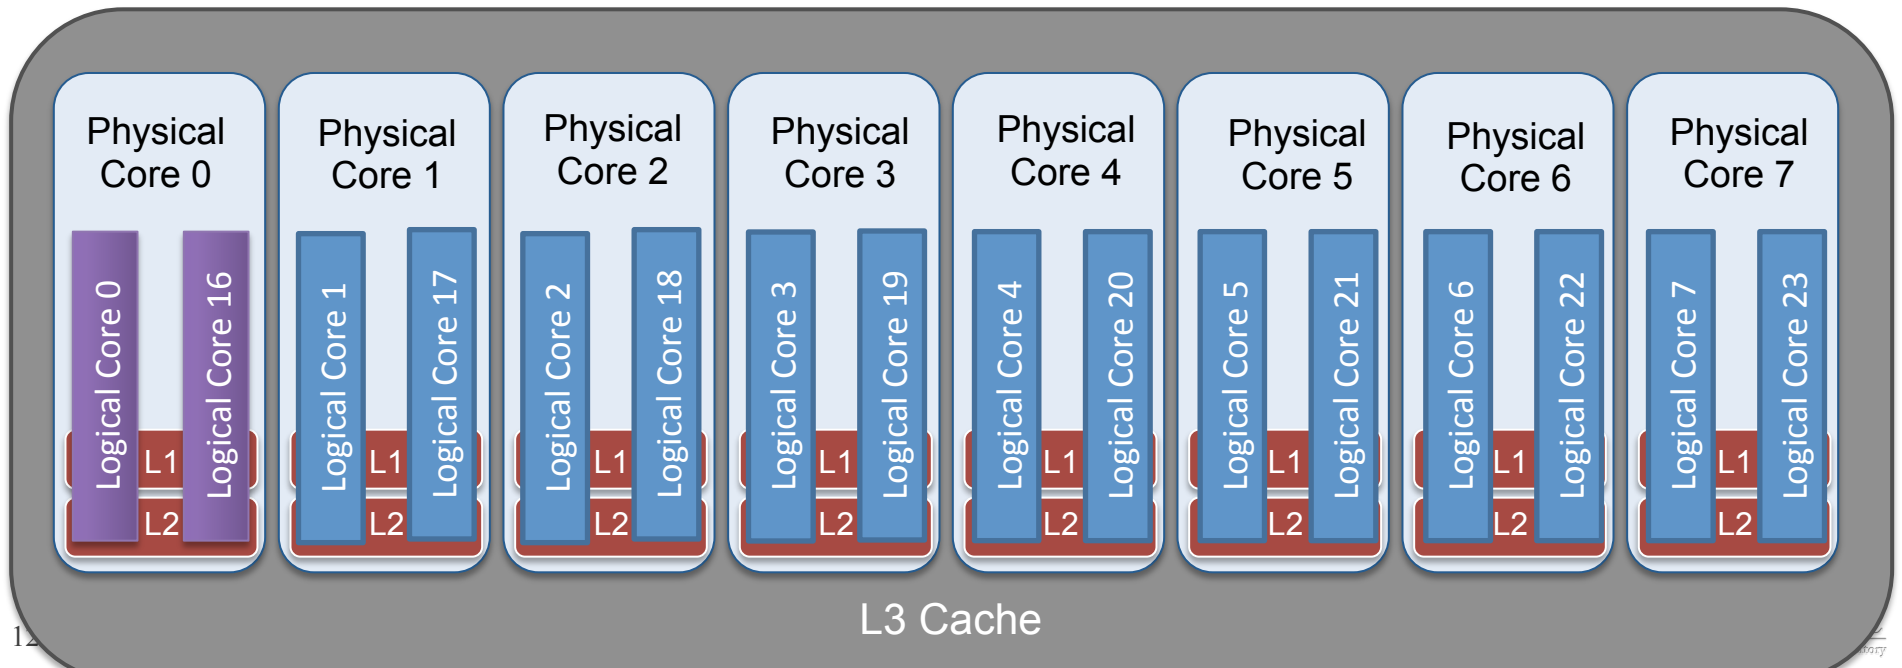 Physical
Core 0
Physical
Core 1
Physical
Core 2
Physical
Core 3
Physical
Core 4
Physical
Core 5
Physical
Core 6
Physical
Core 7
Logical Core 0
Logical Core 16
Logical Core 1
Logical Core 17
Logical Core 2
Logical Core 18
Logical Core 3
Logical Core 19
Logical Core 4
Logical Core 20
Logical Core 5
Logical Core 21
Logical Core 6
Logical Core 22
Logical Core 7
Logical Core 23
L1
L1
L1
L1
L1
L1
L1
L1
L2
L2
L2
L2
L2
L2
L2
L2
L3 Cache
12